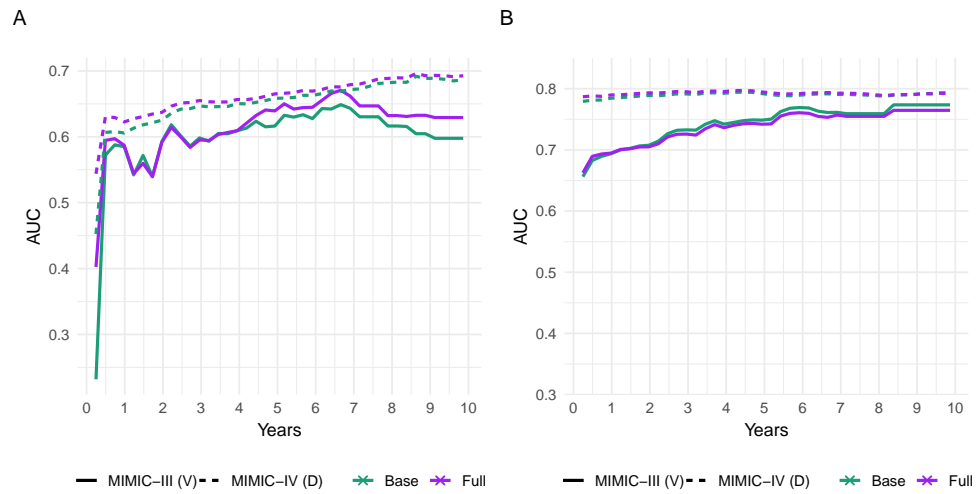 A
B
AUC
0.7
0.6
0.5
0.4
0.3
0 1 2 3 4 5 6 7 8 9 10
Years
MIMIC−III (V) MIMIC−IV (D) Base Full
AUC
0.8
0.7
0.6
0.5
0.4
0.3
0 1 2 3 4 5 6 7 8 9 10
Years
MIMIC−III (V) MIMIC−IV (D) Base Full